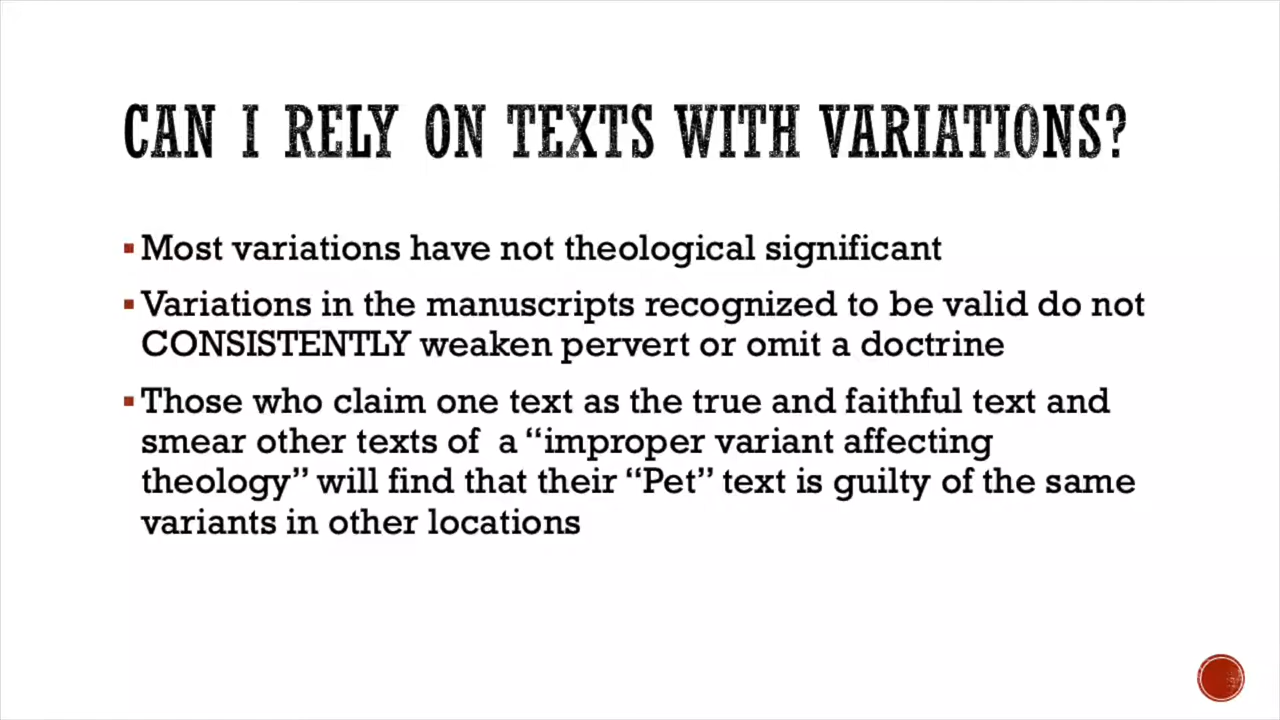 CAN I RELY ON TEXTS WITH VARIATIONS?
Most variations have not theological significant
Variations in the manuscripts recognized to be valid do not
CONSISTENTLY weaken pervert or omit a doctrine
Those who claim one text as the true and faithful text and
smear other texts of  a “improper variant affecting
theology” will find that their “Pet” text is guilty of the same
variants in other locations